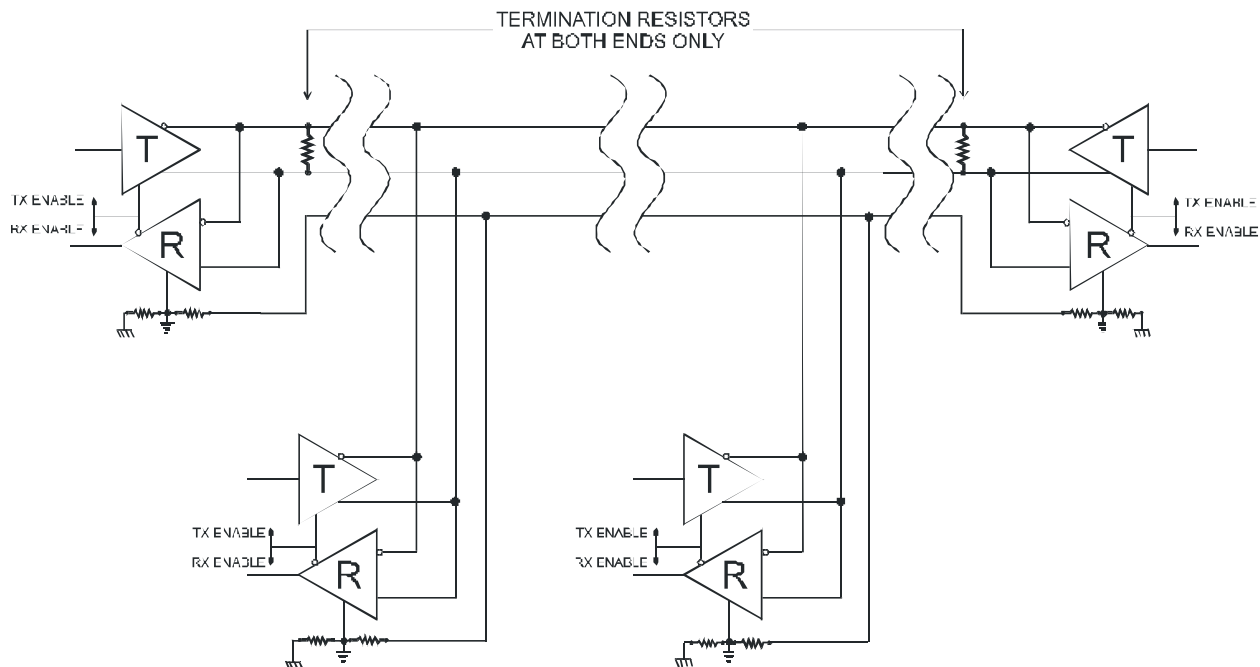 TERMINATION RESISTORS
AT BOTH ENDS ONLY
T
T
TX ENABLE
RX ENABLE
R
R
TX ENABLE
RX ENABLE
T
T
TX ENABLE
RX ENABLE
R
TX ENABLE
RX ENABLE
R